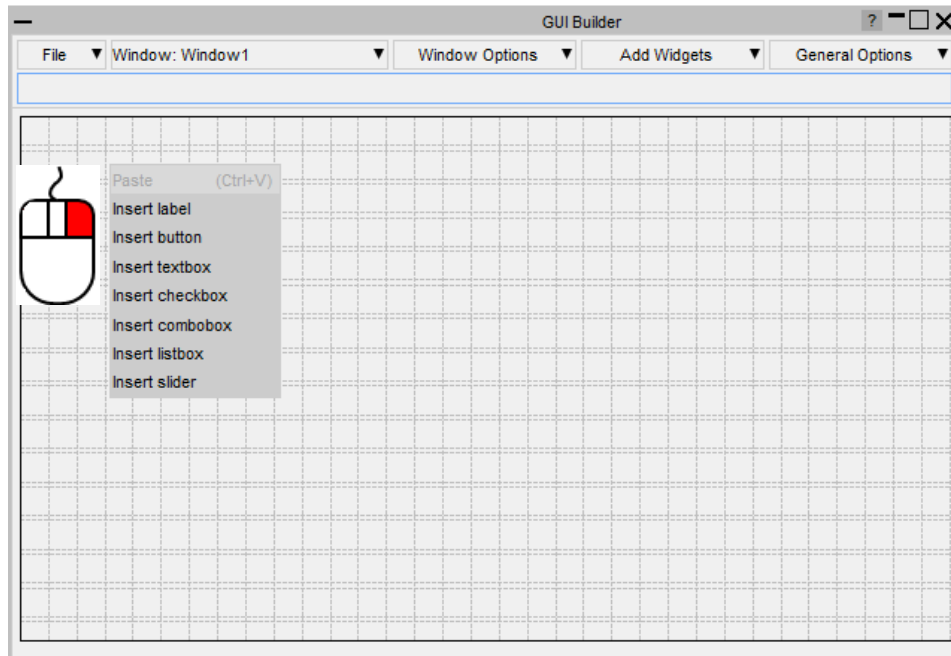 GUI Builder ?
File Window: Window1 Window Options Add Widgets General Options
Paste (Ctrl+V)
Insert label
Insert button
Insert textbox
Insert checkbox
Insert combobox
Insert listbox
Insert slider